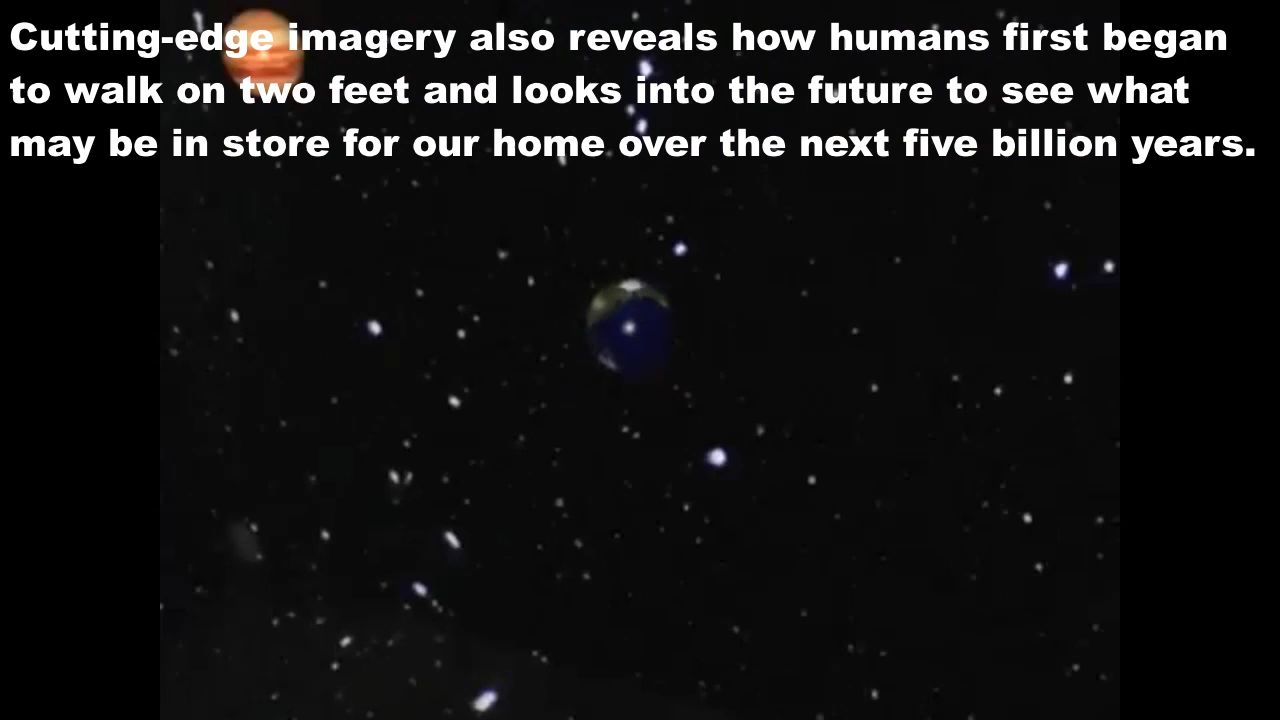 Cutting-edge imagery also reveals how humans first began
to walk on two feet and looks into the future to see what
may be in store for our home over the next five billion years.